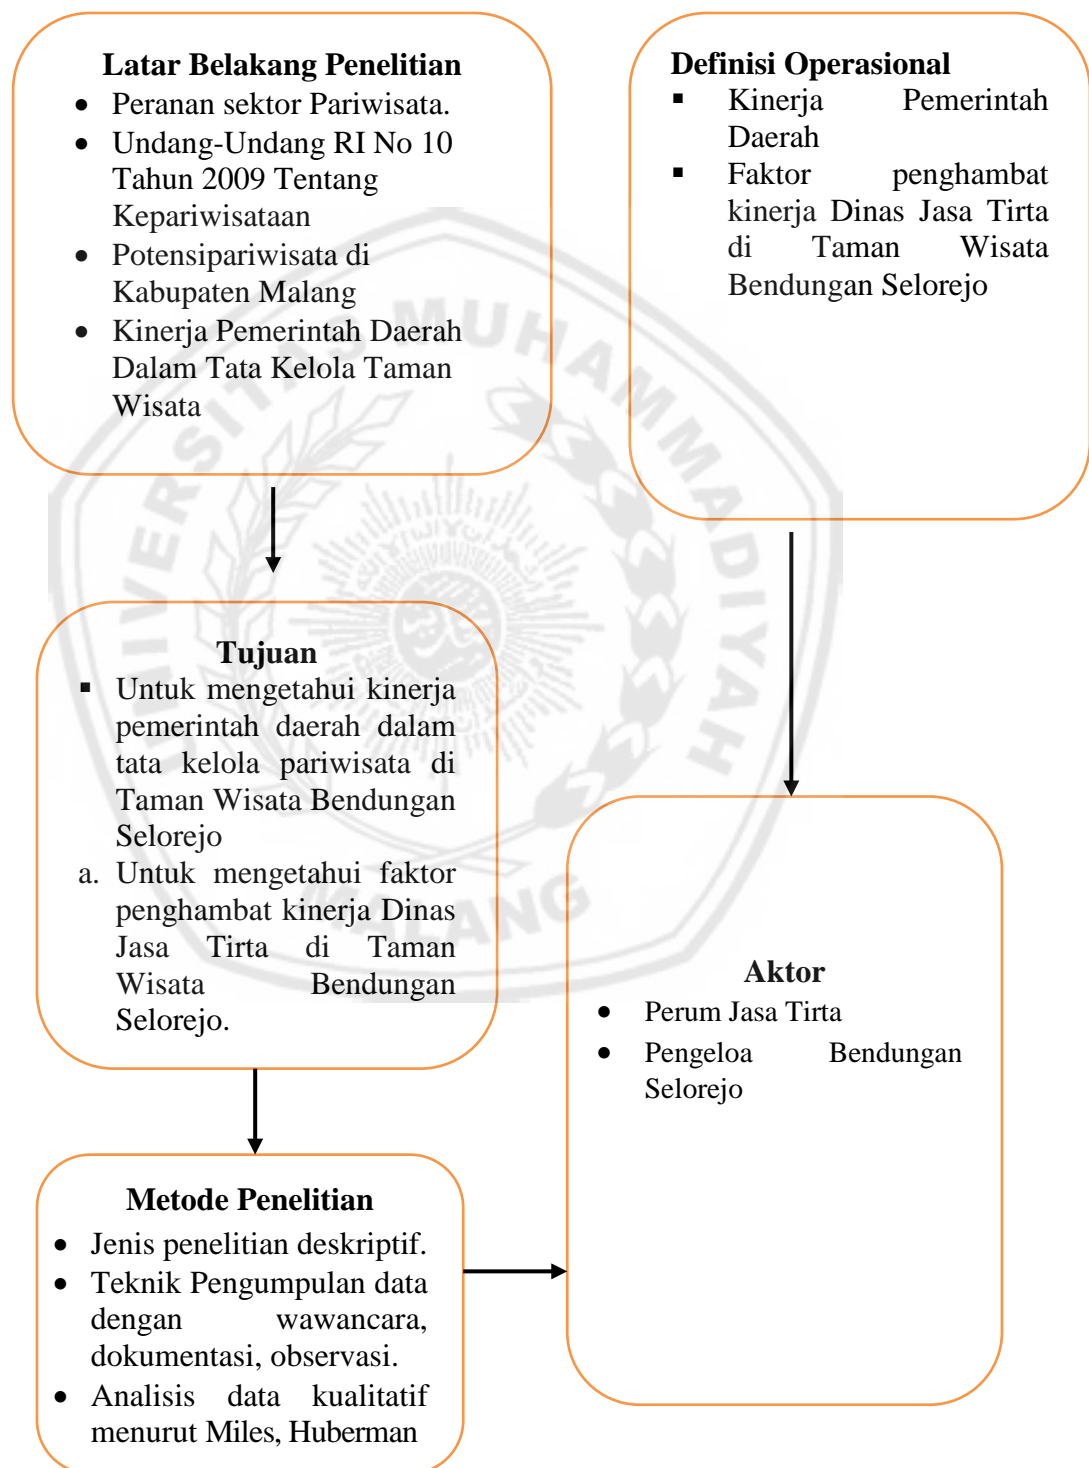 Latar Belakang Penelitian
• Peranan sektor Pariwisata.
• Undang-Undang RI No 10
Tahun 2009 Tentang
Kepariwisataan
• Potensipariwisata di
Kabupaten Malang
• Kinerja Pemerintah Daerah
Dalam Tata Kelola Taman
Wisata
Definisi Operasional
▪ Kinerja Pemerintah
Daerah
▪ Faktor penghambat
kinerja Dinas Jasa Tirta
di Taman Wisata
Bendungan Selorejo
Tujuan
▪ Untuk mengetahui kinerja
pemerintah daerah dalam
tata kelola pariwisata di
Taman Wisata Bendungan
Selorejo
a. Untuk mengetahui faktor
penghambat kinerja Dinas
Jasa Tirta di Taman
Wisata Bendungan
Selorejo.
Aktor
• Perum Jasa Tirta
• Pengeloa Bendungan
Selorejo
Metode Penelitian
• Jenis penelitian deskriptif.
• Teknik Pengumpulan data
dengan wawancara,
dokumentasi, observasi.
• Analisis data kualitatif
menurut Miles, Huberman
UNIVERSITAS MUHAMMADIYAH
MALANG